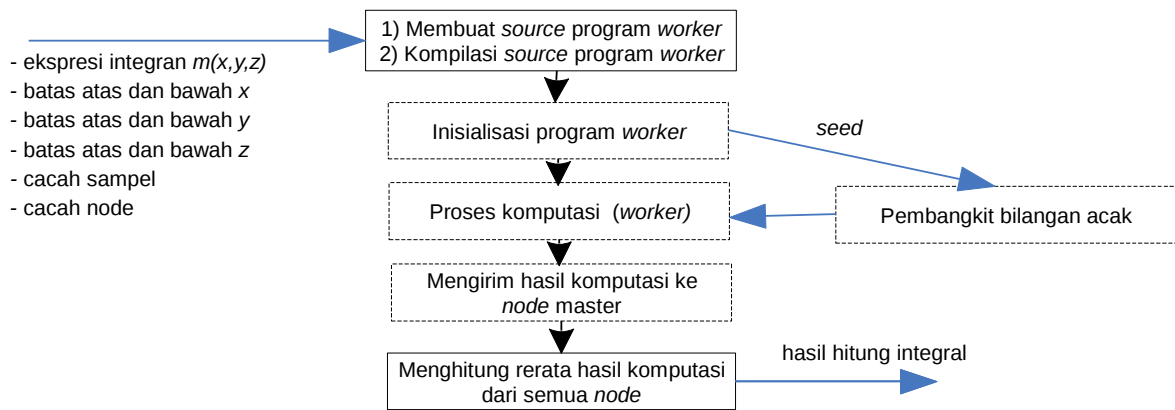 1) Membuat source program worker
2) Kompilasi source program worker
- ekspresi integran m(x,y,z)
- batas atas dan bawah x
- batas atas dan bawah y
- batas atas dan bawah z
- cacah sampel
- cacah node
Inisialisasi program worker
seed
Proses komputasi (worker)
Pembangkit bilangan acak
Mengirim hasil komputasi ke
node master
Menghitung rerata hasil komputasi
dari semua node
hasil hitung integral